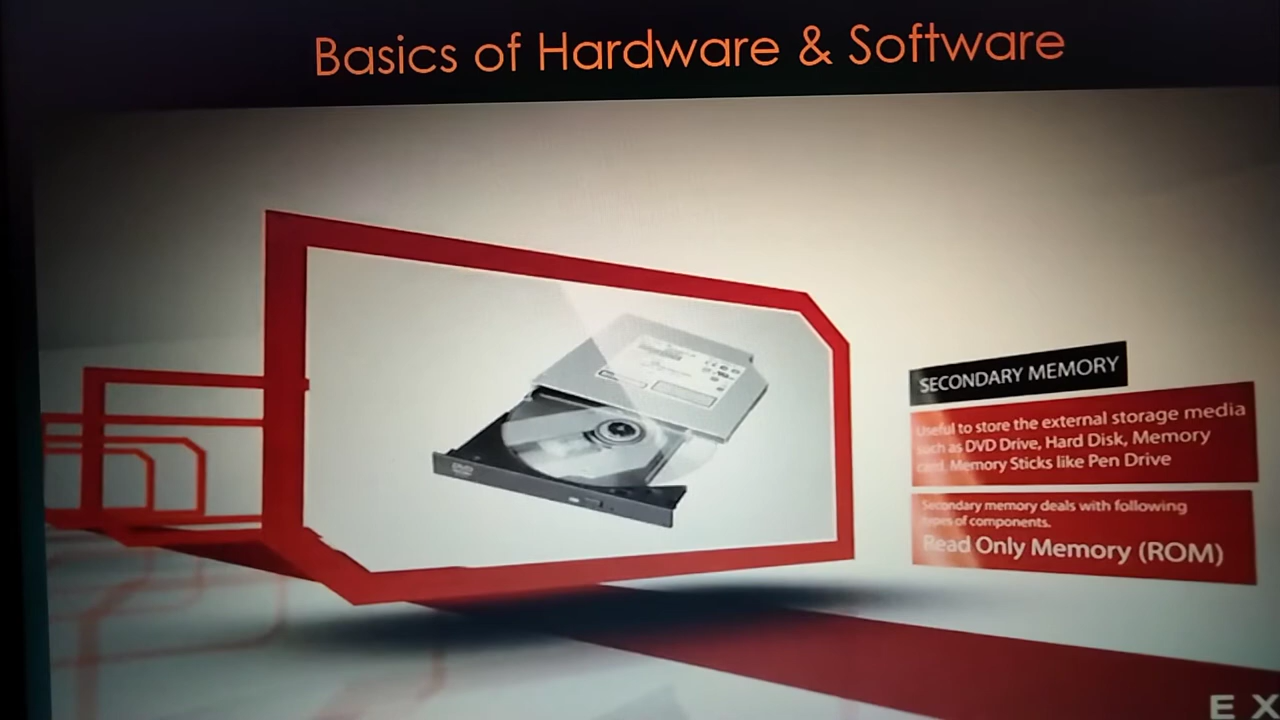 Basics of Hardware & Software
SECONDARY MEMORY
Useful to store the external storage media
such as DVD Drive, Hard Disk, Memory
card, Memory Sticks like Pen Drive
Secondary memory deals with following
types of components.
Read Only Memory (ROM)
DVD
E X